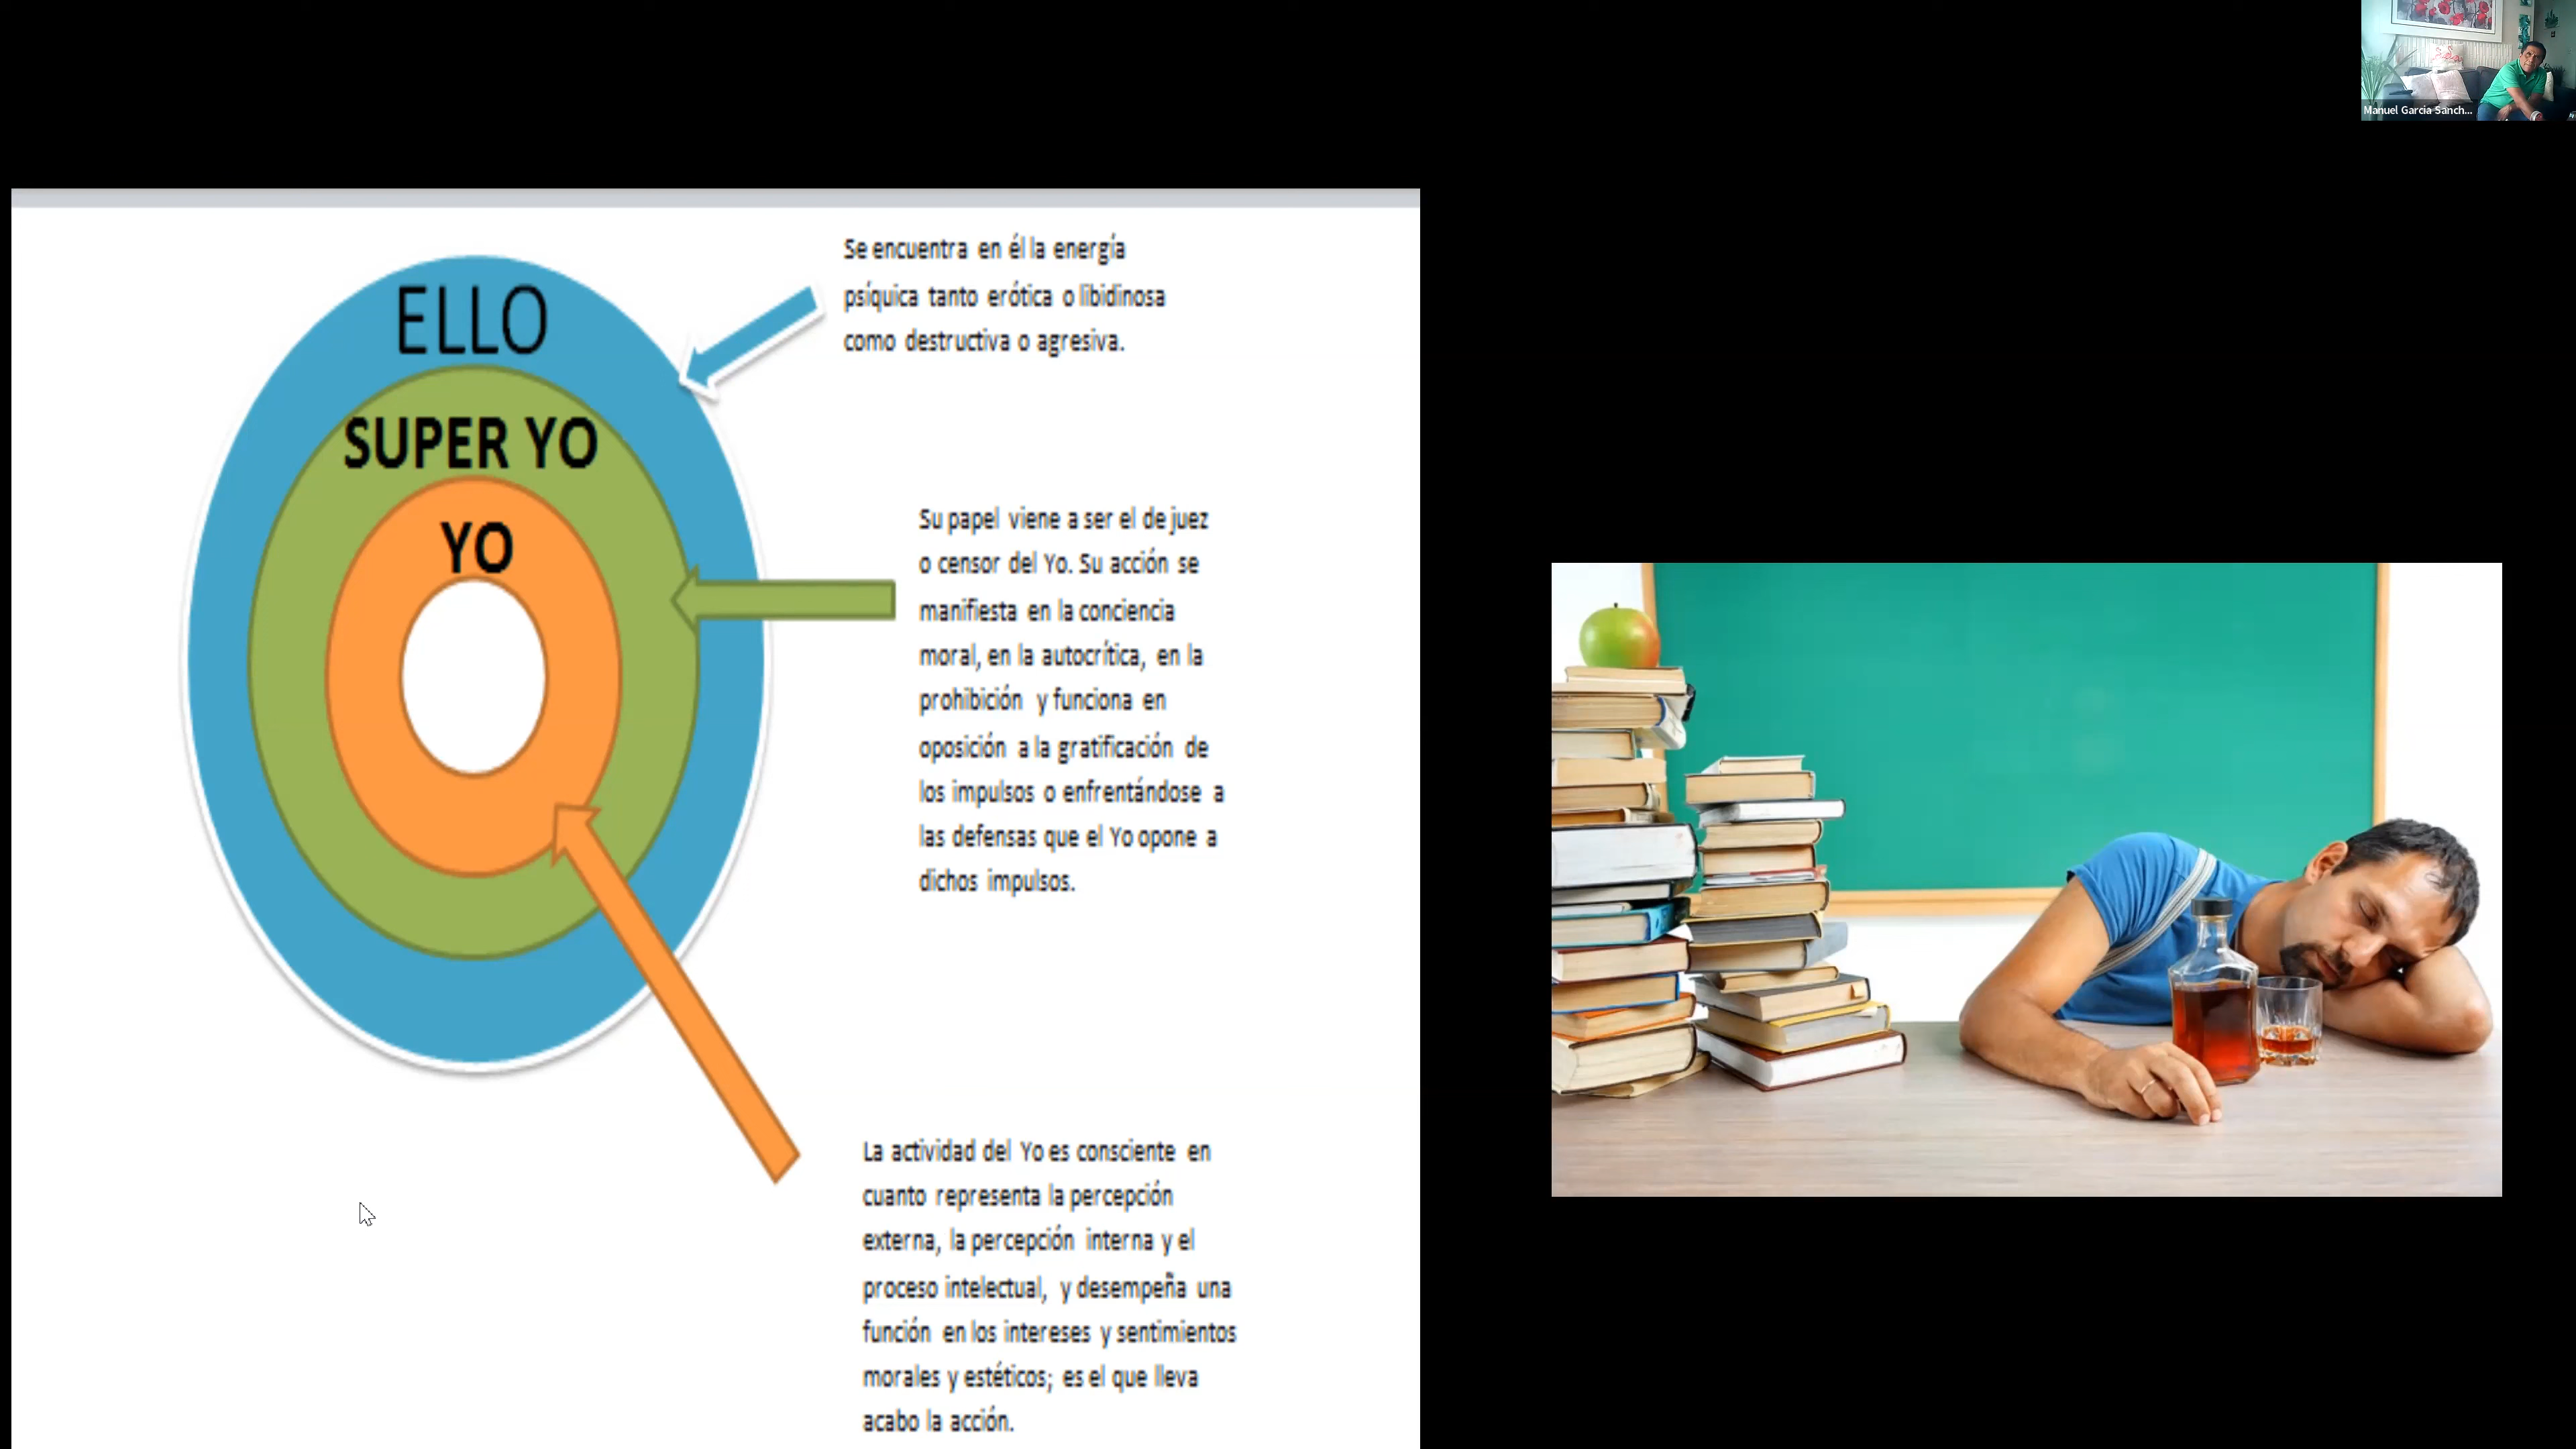 Manuel Garcia Sanch...
ELLO
SUPER YO
YO
Se encuentra en él la energía
psíquica tanto erótica o libidinosa
como destructiva o agresiva.
Su papel viene a ser el de juez
o censor del Yo. Su acción se
manifiesta en la conciencia
moral, en la autocrítica, en la
prohibición y funciona en
oposición a la gratificación de
los impulsos o enfrentándose a
las defensas que el Yo opone a
dichos impulsos.
La actividad del Yo es consciente en
cuanto representa la percepción
externa, la percepción interna y el
proceso intelectual, y desempeña una
función en los intereses y sentimientos
morales y estéticos; es el que lleva
acabo la acción.